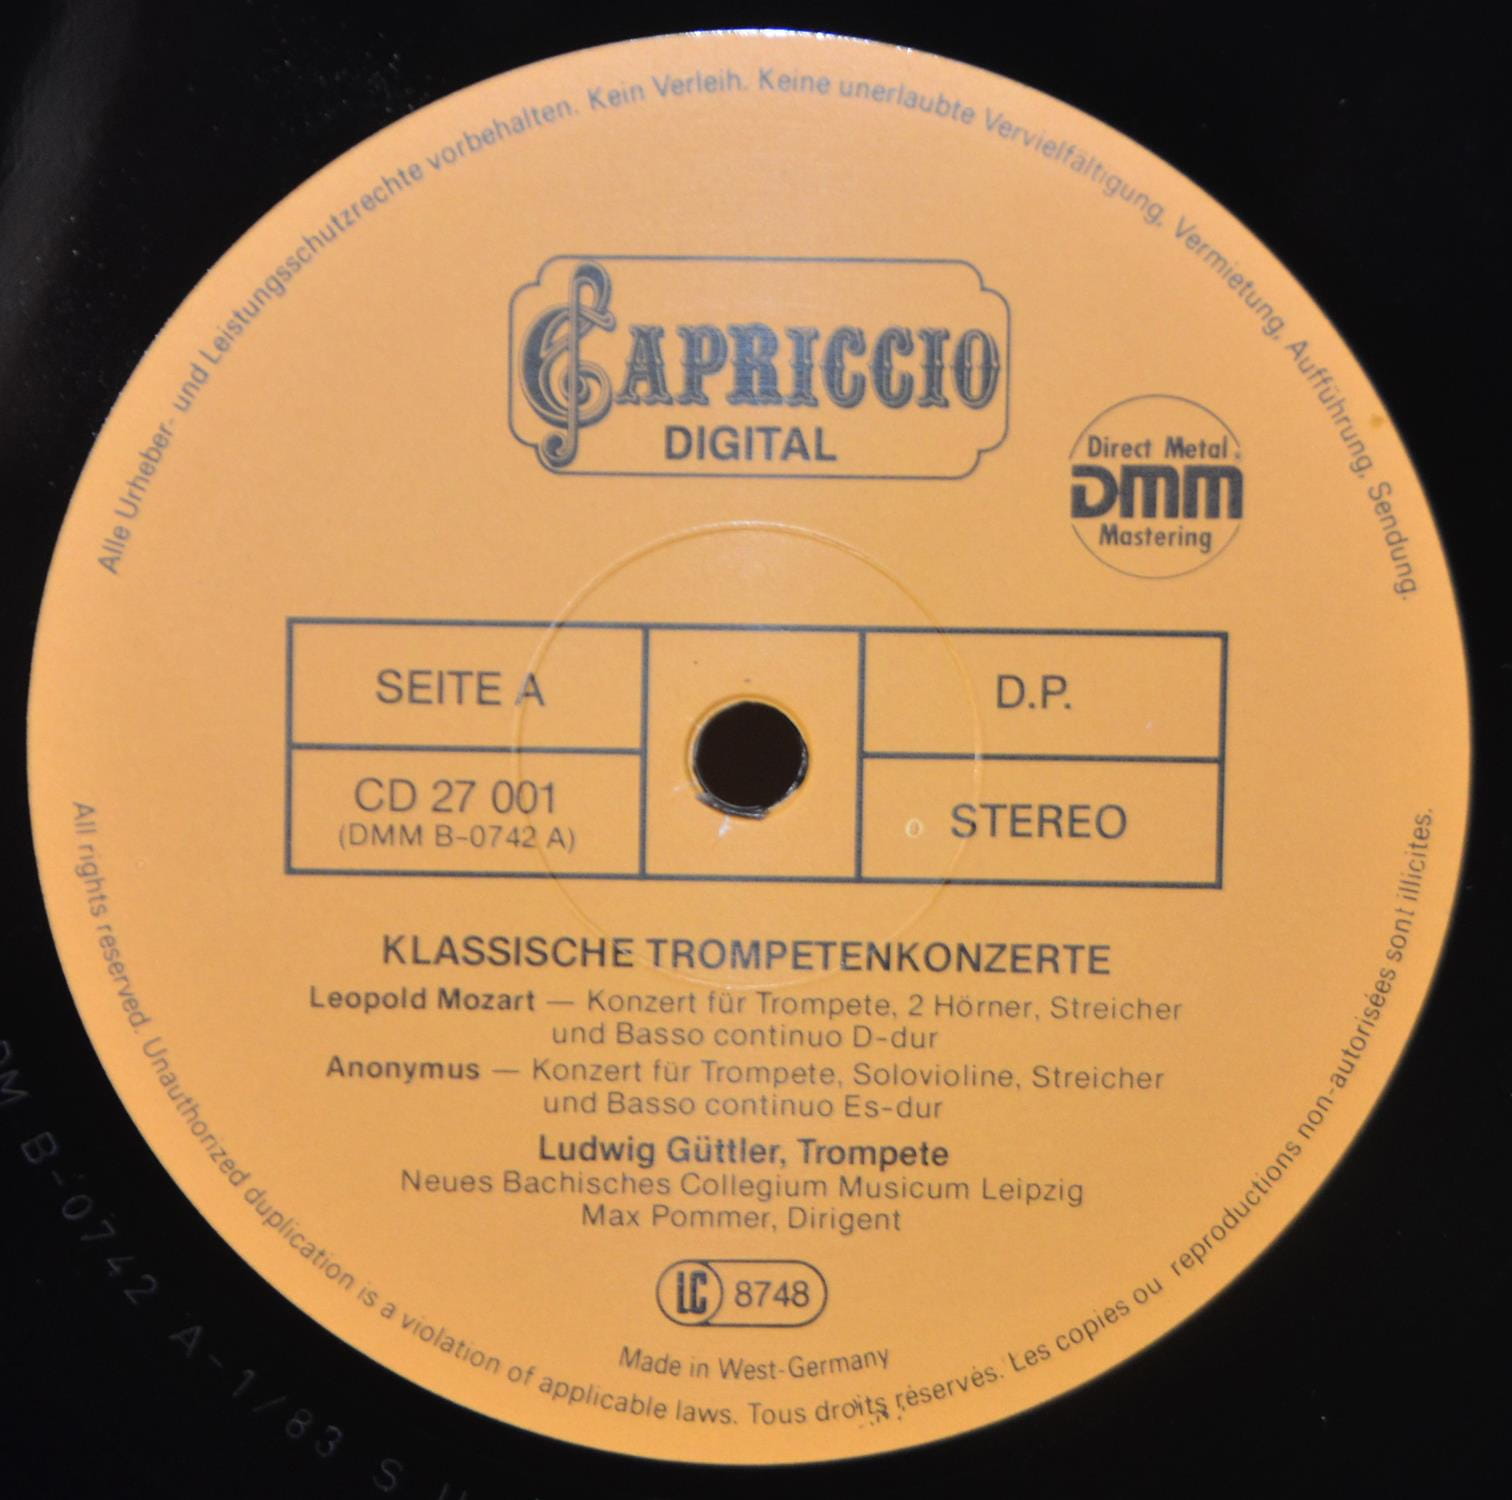 Alle Urheber- und Leistungsschutzrechte vorbehalten. Kein Verleih. Keine unerlaubte Vervielfältigung, Vermietung, Aufführung, Sendung.
CAPRICCIO
DIGITAL
Direct Metal
DMM
Mastering
SEITE A
D.P.
CD 27 001
(DMM B-0742 A)
STEREO
KLASSISCHE TROMPETENKONZERTE
Leopold Mozart — Konzert für Trompete, 2 Hörner, Streicher
und Basso continuo D-dur
Anonymus — Konzert für Trompete, Solovioline, Streicher
und Basso continuo Es-dur
Ludwig Güttler, Trompete
Neues Bachisches Collegium Musicum Leipzig
Max Pommer, Dirigent
LC 8748
Made in West-Germany
All rights reserved. Unauthorized duplication is a violation of applicable laws. Tous droits réservés. Les copies ou reproductions non-autorisées sont illicites.
B-0742 A-1/83 S